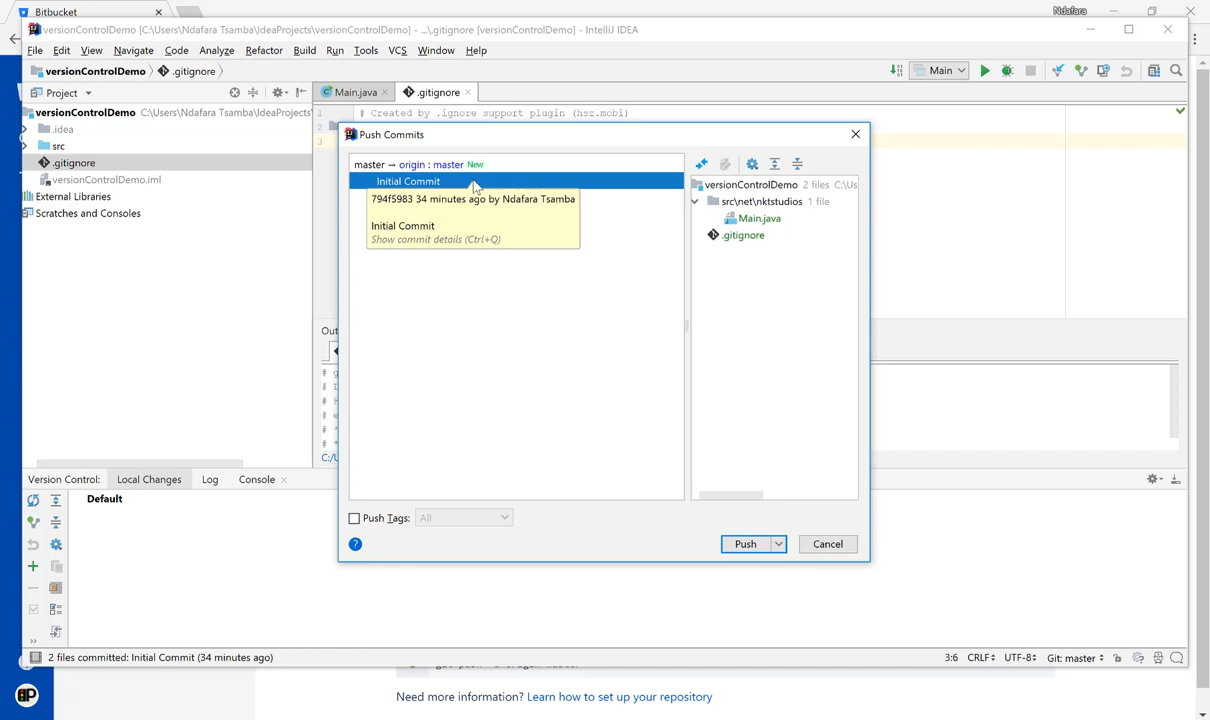 Bitbucket
Ndafara
versionControlDemo [C:\Users\Ndafara Tsamba\IdeaProjects\versionControlDemo] - ...\.gitignore [versionControlDemo] - IntelliJ IDEA
File Edit View Navigate Code Analyze Refactor Build Run Tools VCS Window Help
versionControlDemo .gitignore Main
Project Main.java .gitignore
versionControlDemo C:\Users\Ndafara Tsamba\IdeaProjects\
.idea
src
.gitignore
versionControlDemo.iml
External Libraries
Scratches and Consoles
1 # Created by .ignore support plugin (hsz.mobi)
2
3
Push Commits
master → origin : master New
Initial Commit
794f5983 34 minutes ago by Ndafara Tsamba
Initial Commit
Show commit details (Ctrl+Q)
versionControlDemo 2 files C:\Us
src\net\nktstudios 1 file
Main.java
.gitignore
Push Tags: All
? Push Cancel
Out
C:/U
Version Control: Local Changes Log Console
Default
2 files committed: Initial Commit (34 minutes ago) 3:6 CRLF UTF-8 Git: master
Need more information? Learn how to set up your repository